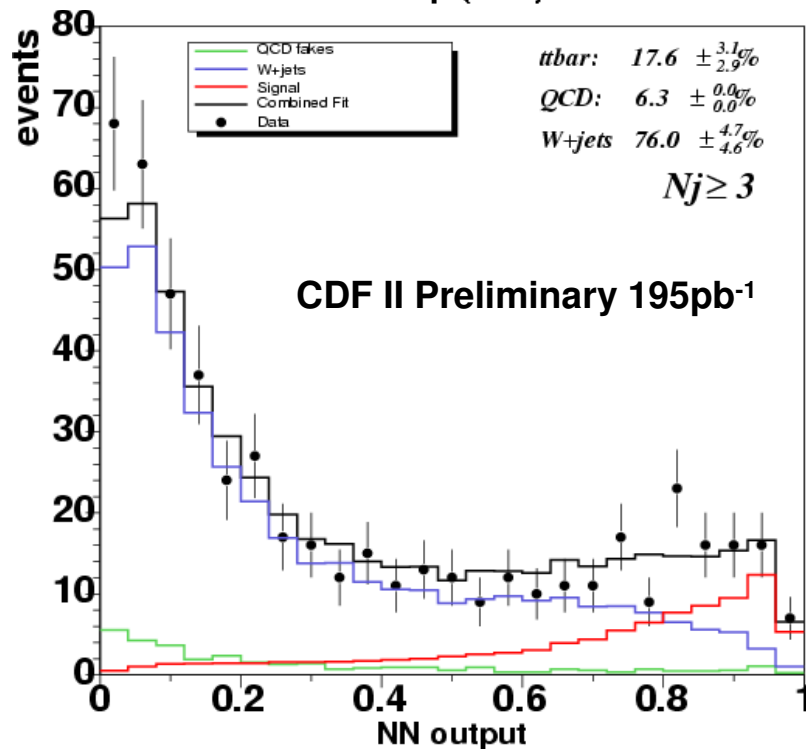 80
70
60
50
40
30
20
10
0
events
QCD fakes
W+jets
Signal
Combined Fit
Data
ttbar: 17.6 ± 3.1 2.9 %
QCD: 6.3 ± 0.0 0.0 %
W+jets 76.0 ± 4.7 4.6 %
Nj ≥ 3
CDF II Preliminary 195pb-1
0 0.2 0.4 0.6 0.8 1
NN output